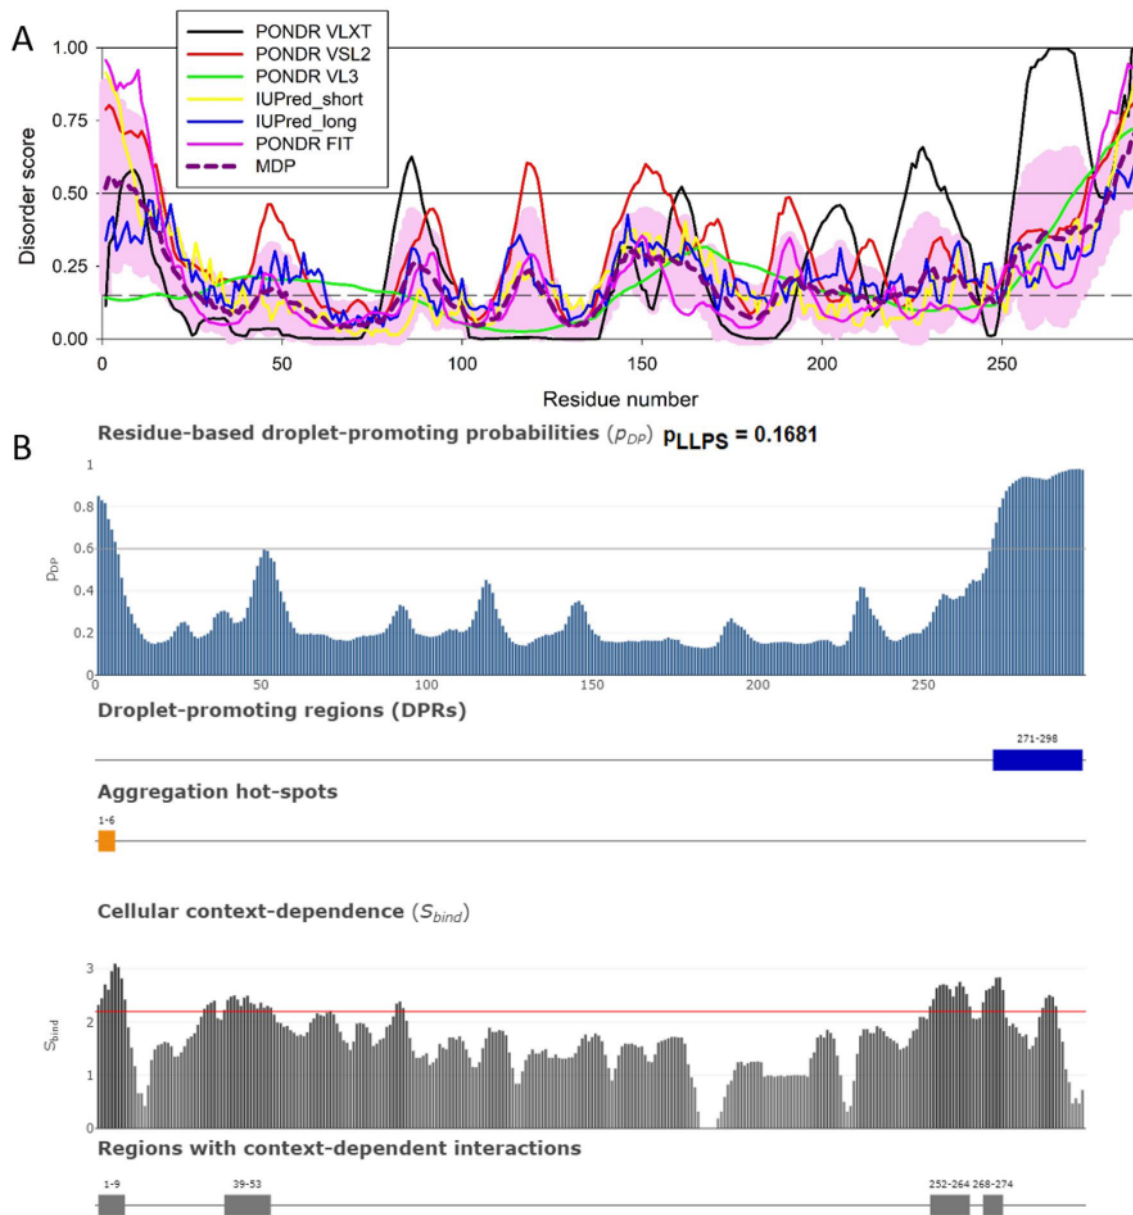 A
PONDR VLXT
PONDR VSL2
PONDR VL3
IUPred_short
IUPred_long
PONDR FIT
MDP
1.00
0.75
0.50
0.25
0.00
Disorder score
0 50 100 150 200 250
Residue number
B
Residue-based droplet-promoting probabilities (pDP) pLLPS = 0.1681
1
0.8
0.6
0.4
0.2
0
pDP
0 50 100 150 200 250
Droplet-promoting regions (DPRs)
271-298
Aggregation hot-spots
1-6
Cellular context-dependence (Sbind)
3
2
1
0
Sbind
Regions with context-dependent interactions
1-9 39-53 252-264 268-274